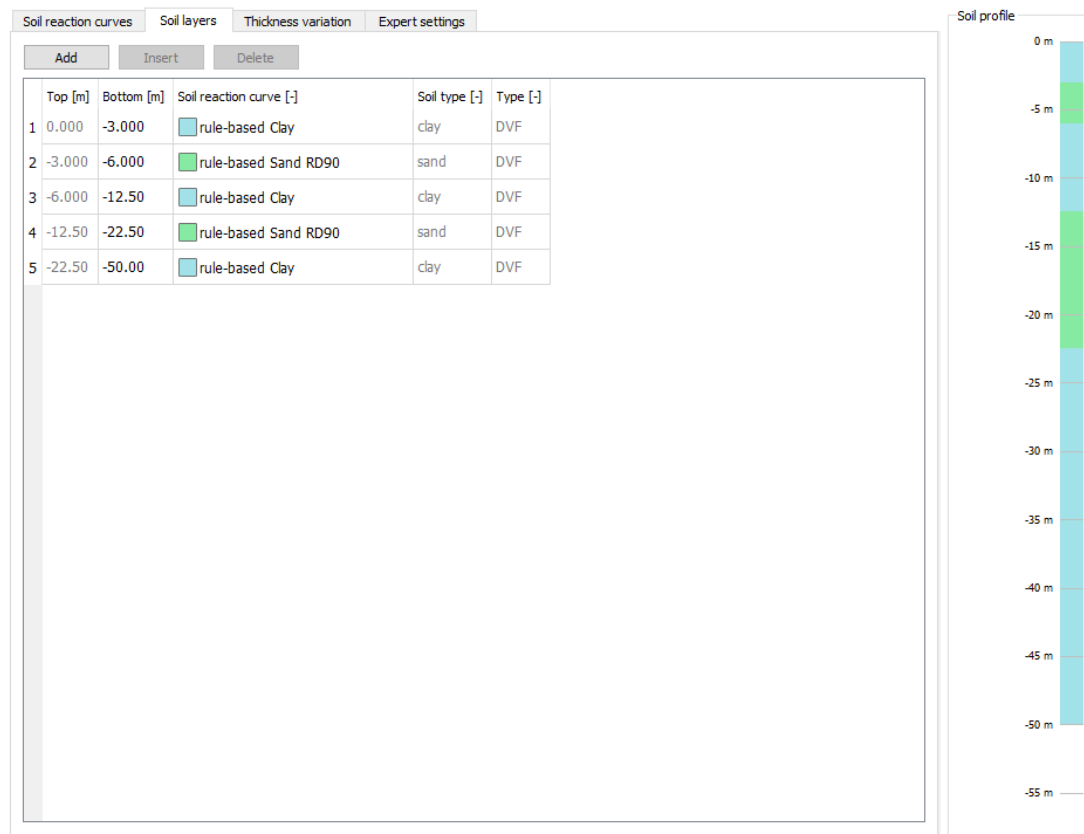 Soil reaction curves Soil layers Thickness variation Expert settings
Add Insert Delete
Top [m] Bottom [m] Soil reaction curve [-] Soil type [-] Type [-]
1 0.000 -3.000 rule-based Clay clay DVF
2 -3.000 -6.000 rule-based Sand RD90 sand DVF
3 -6.000 -12.50 rule-based Clay clay DVF
4 -12.50 -22.50 rule-based Sand RD90 sand DVF
5 -22.50 -50.00 rule-based Clay clay DVF
Soil profile
0 m
-5 m
-10 m
-15 m
-20 m
-25 m
-30 m
-35 m
-40 m
-45 m
-50 m
-55 m